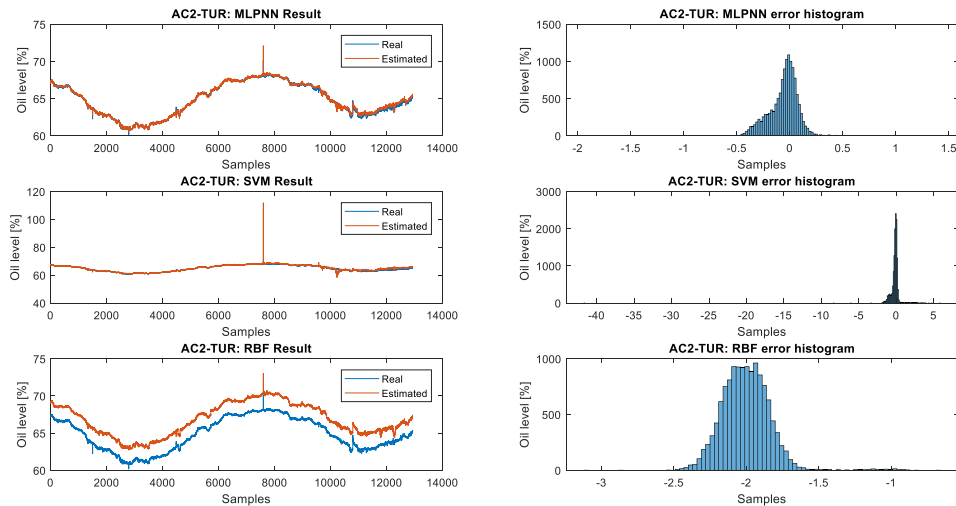 AC2-TUR: MLPNN Result
75
70
65
60
Oil level [%]
Real
Estimated
0 2000 4000 6000 8000 10000 12000 14000
Samples
AC2-TUR: MLPNN error histogram
1500
1000
500
0
Oil level [%]
-2 -1.5 -1 -0.5 0 0.5 1 1.5
Samples
AC2-TUR: SVM Result
120
100
80
60
40
Oil level [%]
Real
Estimated
0 2000 4000 6000 8000 10000 12000 14000
Samples
AC2-TUR: SVM error histogram
3000
2000
1000
0
Oil level [%]
-40 -35 -30 -25 -20 -15 -10 -5 0 5
Samples
AC2-TUR: RBF Result
75
70
65
60
Oil level [%]
Real
Estimated
0 2000 4000 6000 8000 10000 12000 14000
Samples
AC2-TUR: RBF error histogram
1000
500
0
Oil level [%]
-3 -2.5 -2 -1.5 -1
Samples